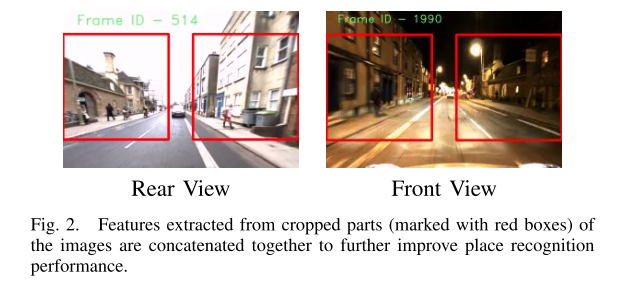 Frame ID - 514
Frame ID - 1990
Rear View
Front View
Fig. 2. Features extracted from cropped parts (marked with red boxes) of
the images are concatenated together to further improve place recognition
performance.